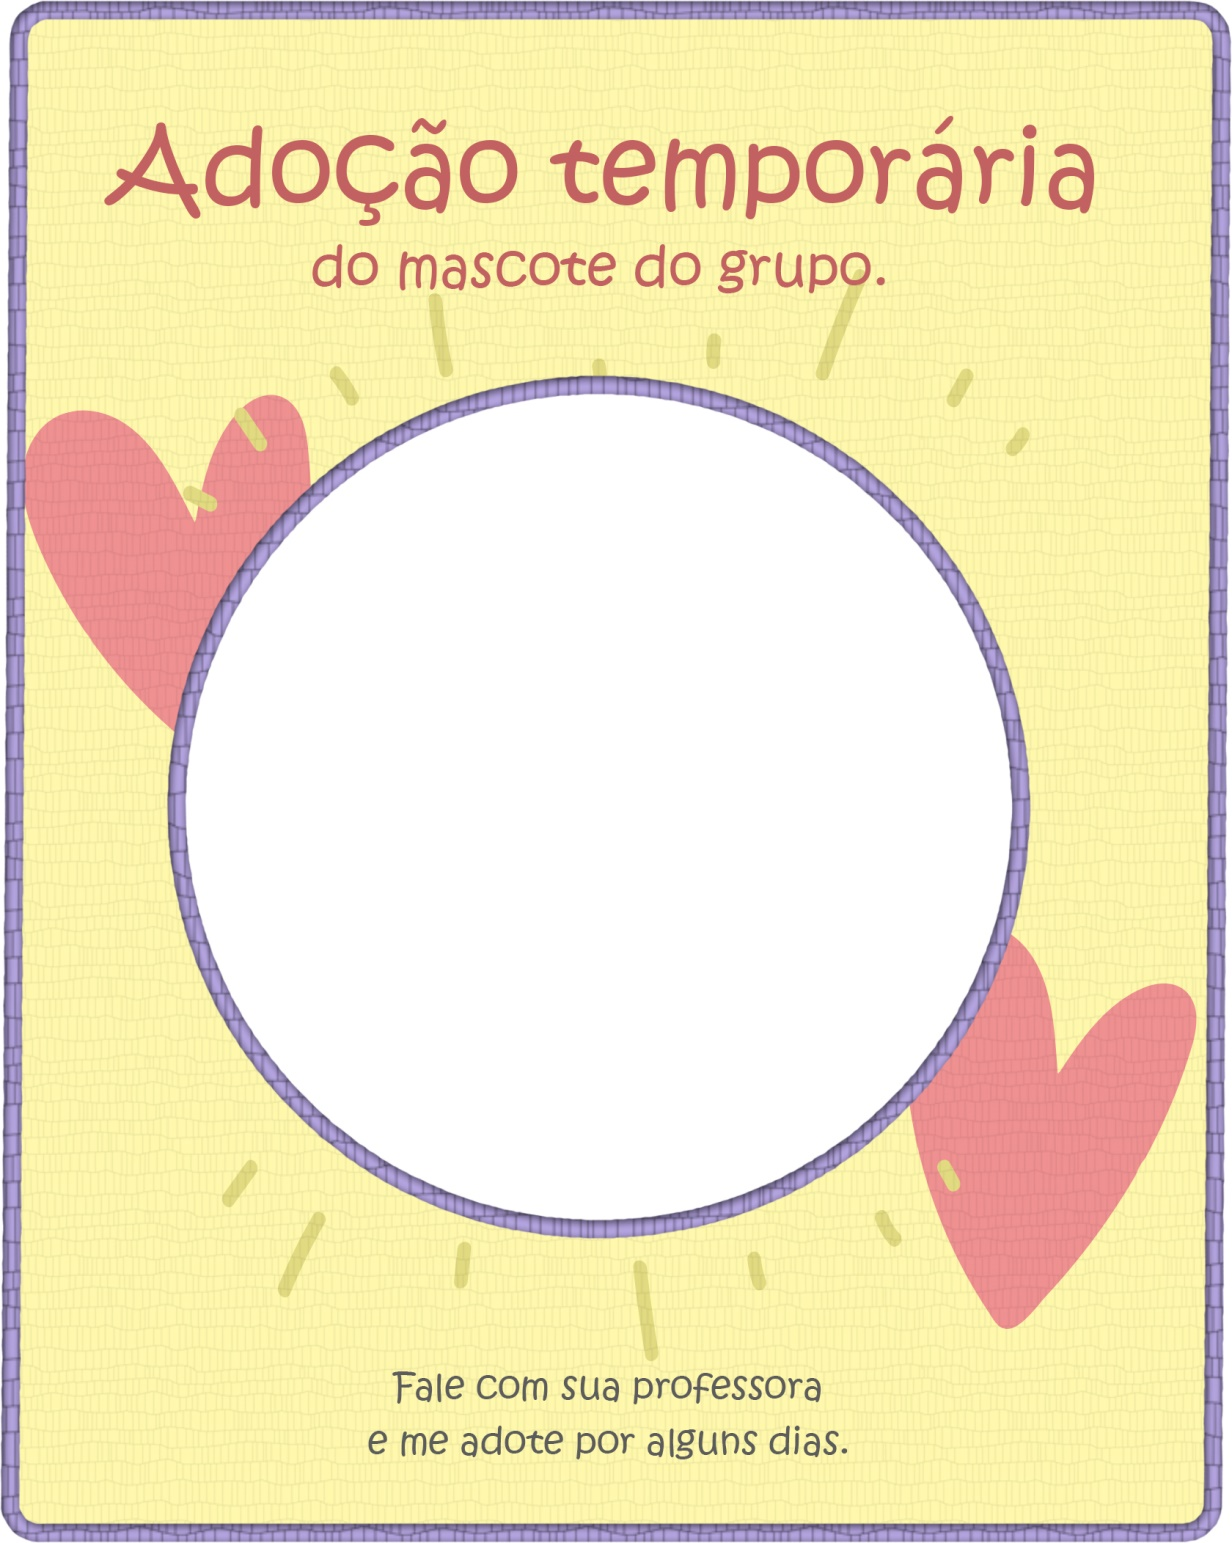 Adoção temporária
do mascote do grupo.
Fale com sua professora
e me adote por alguns dias.